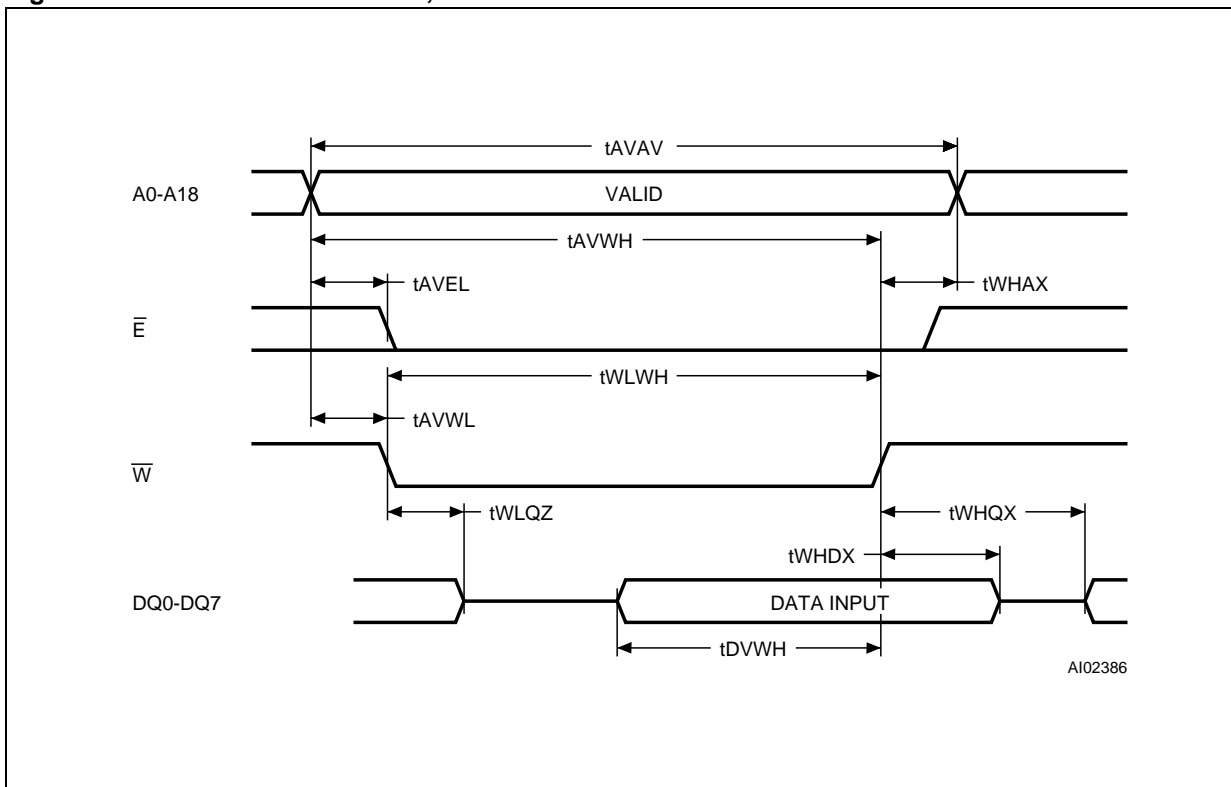 tAVAV
A0-A18
VALID
tAVWH
tAVEL
tWHAX
E̅
tWLWH
tAVWL
W̅
tWLQZ
tWHQX
tWHDX
DQ0-DQ7
DATA INPUT
tDVWH
AI02386